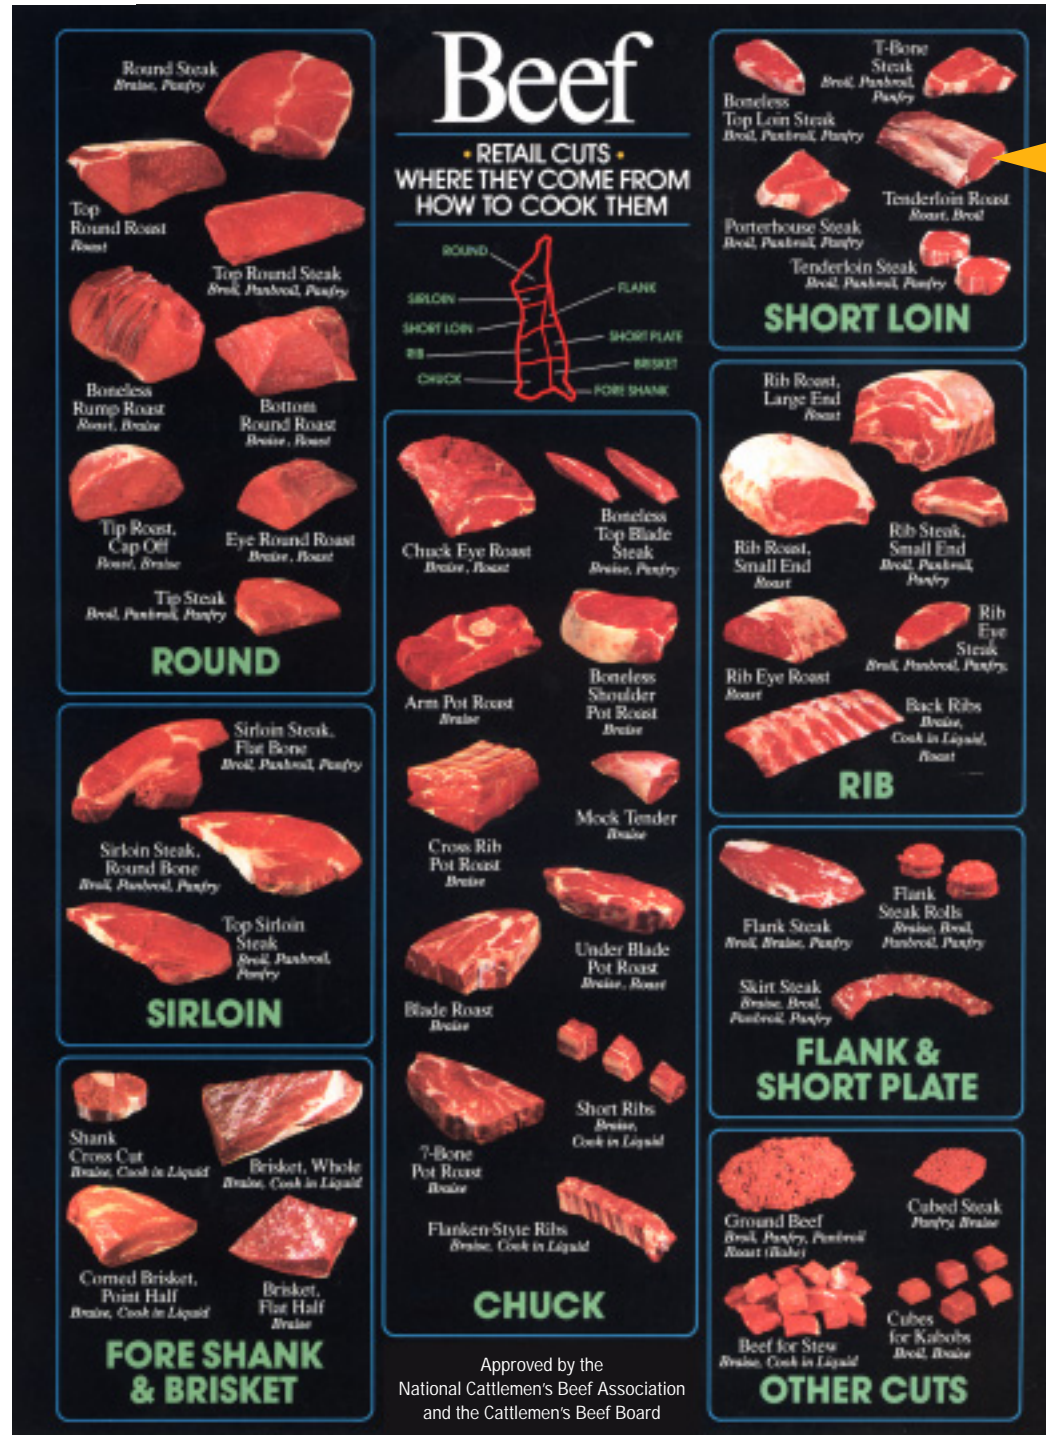 Beef
• RETAIL CUTS •
WHERE THEY COME FROM
HOW TO COOK THEM
ROUND
SIRLOIN
SHORT LOIN
RIB
CHUCK
FLANK
SHORT PLATE
BRISKET
FORE SHANK
Round Steak
Braise, Panfry
Top
Round Roast
Roast
Top Round Steak
Broil, Panbroil, Panfry
Boneless
Rump Roast
Roast, Braise
Bottom
Round Roast
Braise, Roast
Tip Roast,
Cap Off
Roast, Braise
Eye Round Roast
Braise, Roast
Tip Steak
Broil, Panbroil, Panfry
ROUND
Sirloin Steak,
Flat Bone
Broil, Panbroil, Panfry
Sirloin Steak,
Round Bone
Broil, Panbroil, Panfry
Top Sirloin
Steak
Broil, Panbroil,
Panfry
SIRLOIN
Shank
Cross Cut
Braise, Cook in Liquid
Brisket, Whole
Braise, Cook in Liquid
Corned Brisket,
Point Half
Braise, Cook in Liquid
Brisket,
Flat Half
Braise
FORE SHANK
& BRISKET
Chuck Eye Roast
Braise, Roast
Boneless
Top Blade
Steak
Braise, Panfry
Arm Pot Roast
Braise
Boneless
Shoulder
Pot Roast
Braise
Cross Rib
Pot Roast
Braise
Mock Tender
Braise
Blade Roast
Braise
Under Blade
Pot Roast
Braise, Roast
7-Bone
Pot Roast
Braise
Short Ribs
Braise,
Cook in Liquid
Flanken-Style Ribs
Braise, Cook in Liquid
CHUCK
Approved by the
National Cattlemen's Beef Association
and the Cattlemen's Beef Board
Boneless
Top Loin Steak
Broil, Panbroil, Panfry
T-Bone
Steak
Broil, Panbroil,
Panfry
Tenderloin Roast
Roast, Broil
Porterhouse Steak
Broil, Panbroil, Panfry
Tenderloin Steak
Broil, Panbroil, Panfry
SHORT LOIN
Rib Roast,
Large End
Roast
Rib Roast,
Small End
Roast
Rib Steak,
Small End
Broil, Panbroil,
Panfry
Rib Eye Roast
Roast
Rib
Eye
Steak
Broil, Panbroil, Panfry.
Back Ribs
Braise,
Cook in Liquid,
Roast
RIB
Flank Steak
Broil, Braise, Panfry
Flank
Steak Rolls
Braise, Broil,
Panbroil, Panfry
Skirt Steak
Braise, Broil,
Panbroil, Panfry
FLANK &
SHORT PLATE
Ground Beef
Broil, Panfry, Panbroil
Roast (Bake)
Cubed Steak
Panfry, Braise
Beef for Stew
Braise, Cook in Liquid
Cubes
for Kabobs
Broil, Braise
OTHER CUTS